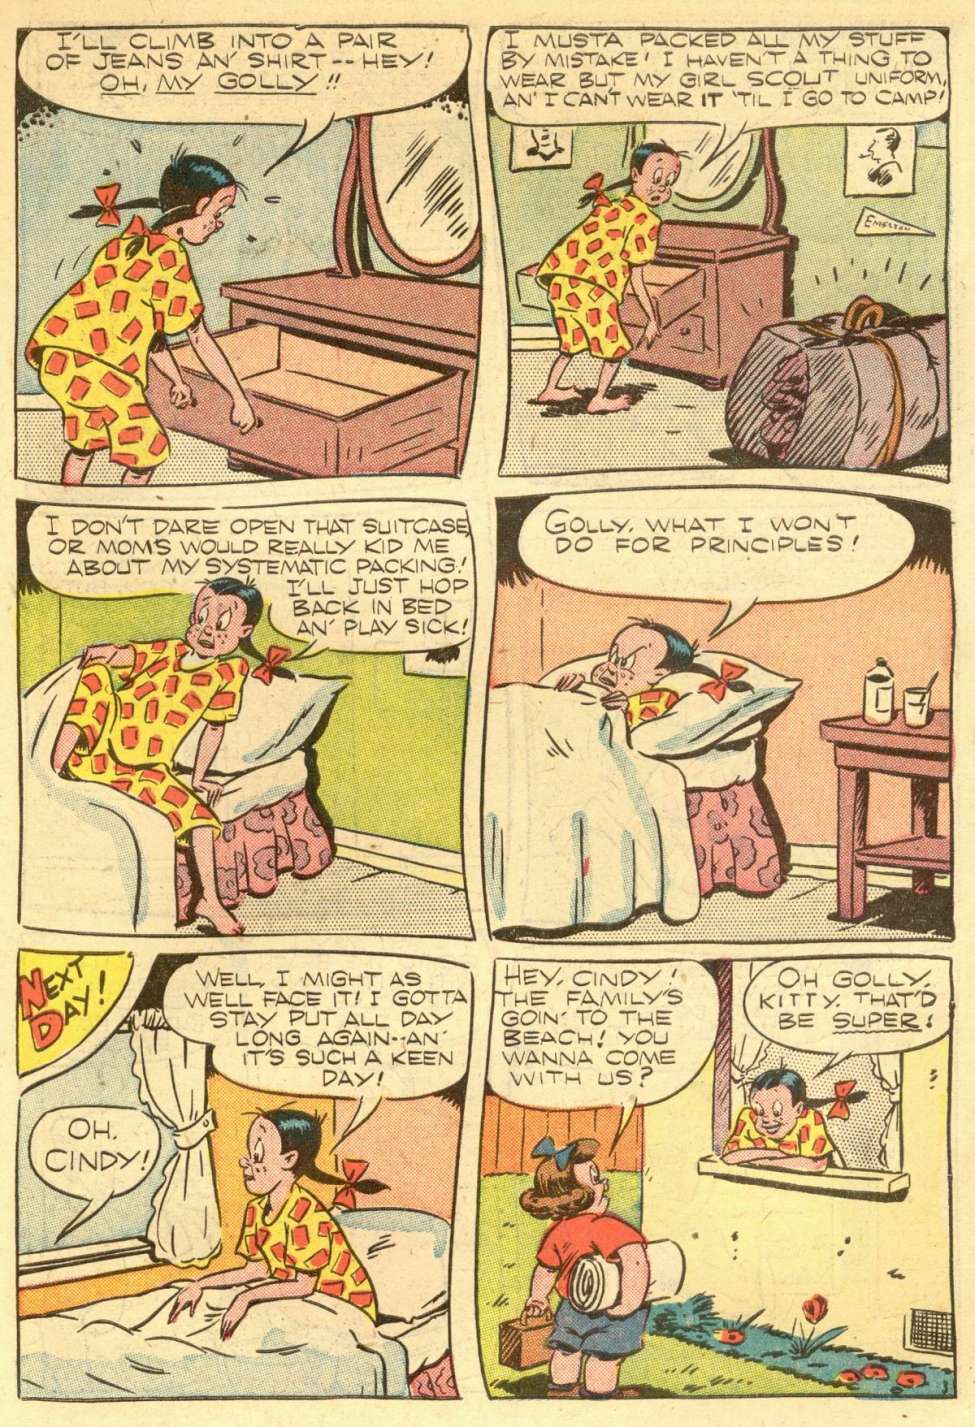 I'LL CLIMB INTO A PAIR
OF JEANS AN' SHIRT--HEY!
OH, MY GOLLY!!
I MUSTA PACKED ALL MY STUFF
BY MISTAKE! I HAVEN'T A THING TO
WEAR BUT MY GIRL SCOUT UNIFORM,
AN' I CAN'T WEAR IT 'TIL I GO TO CAMP!
I DON'T DARE OPEN THAT SUITCASE,
OR MOM'S WOULD REALLY KID ME
ABOUT MY SYSTEMATIC PACKING!
I'LL JUST HOP
BACK IN BED
AN' PLAY SICK!
GOLLY, WHAT I WON'T
DO FOR PRINCIPLES!
NEXT
DAY!
OH,
CINDY!
WELL, I MIGHT AS
WELL FACE IT! I GOTTA
STAY PUT ALL DAY
LONG AGAIN--AN'
IT'S SUCH A KEEN
DAY!
HEY, CINDY!
THE FAMILY'S
GOIN' TO THE
BEACH! YOU
WANNA COME
WITH US?
OH GOLLY,
KITTY, THAT'D
BE SUPER!
3